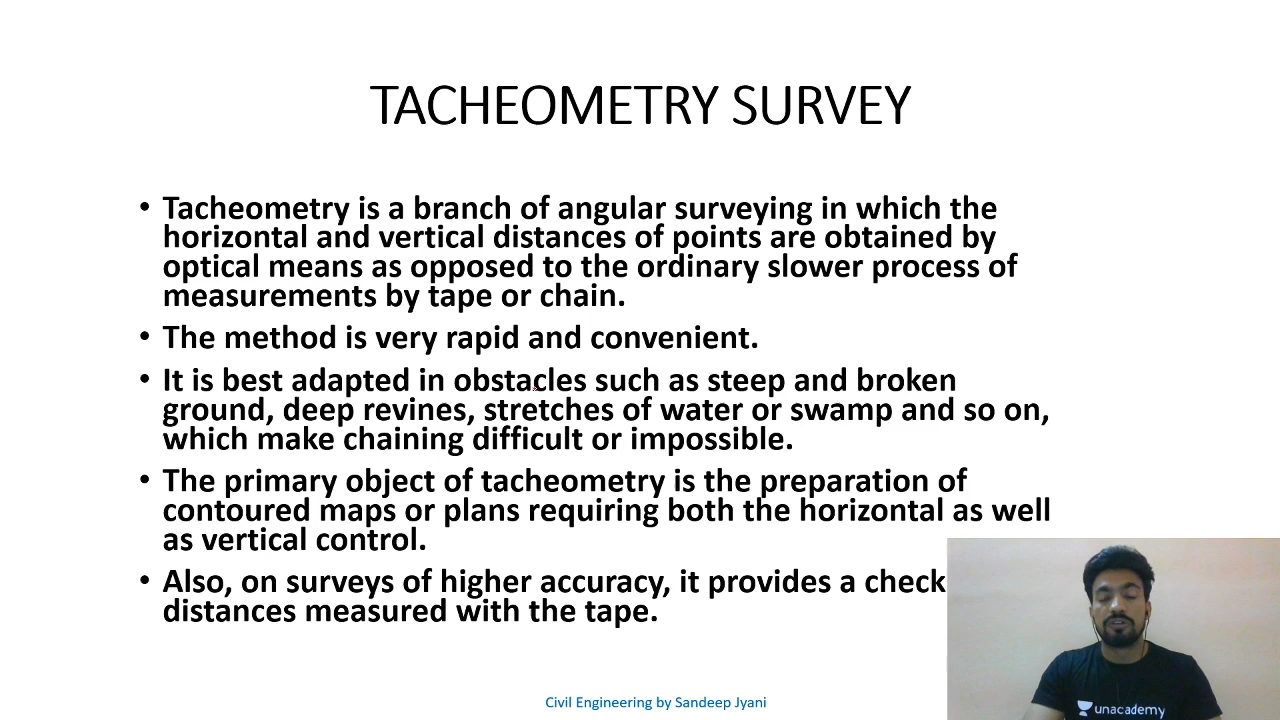 TACHEOMETRY SURVEY
• Tacheometry is a branch of angular surveying in which the
horizontal and vertical distances of points are obtained by
optical means as opposed to the ordinary slower process of
measurements by tape or chain.
• The method is very rapid and convenient.
• It is best adapted in obstacles such as steep and broken
ground, deep revines, stretches of water or swamp and so on,
which make chaining difficult or impossible.
• The primary object of tacheometry is the preparation of
contoured maps or plans requiring both the horizontal as well
as vertical control.
• Also, on surveys of higher accuracy, it provides a check
distances measured with the tape.
unacademy
Civil Engineering by Sandeep Jyani